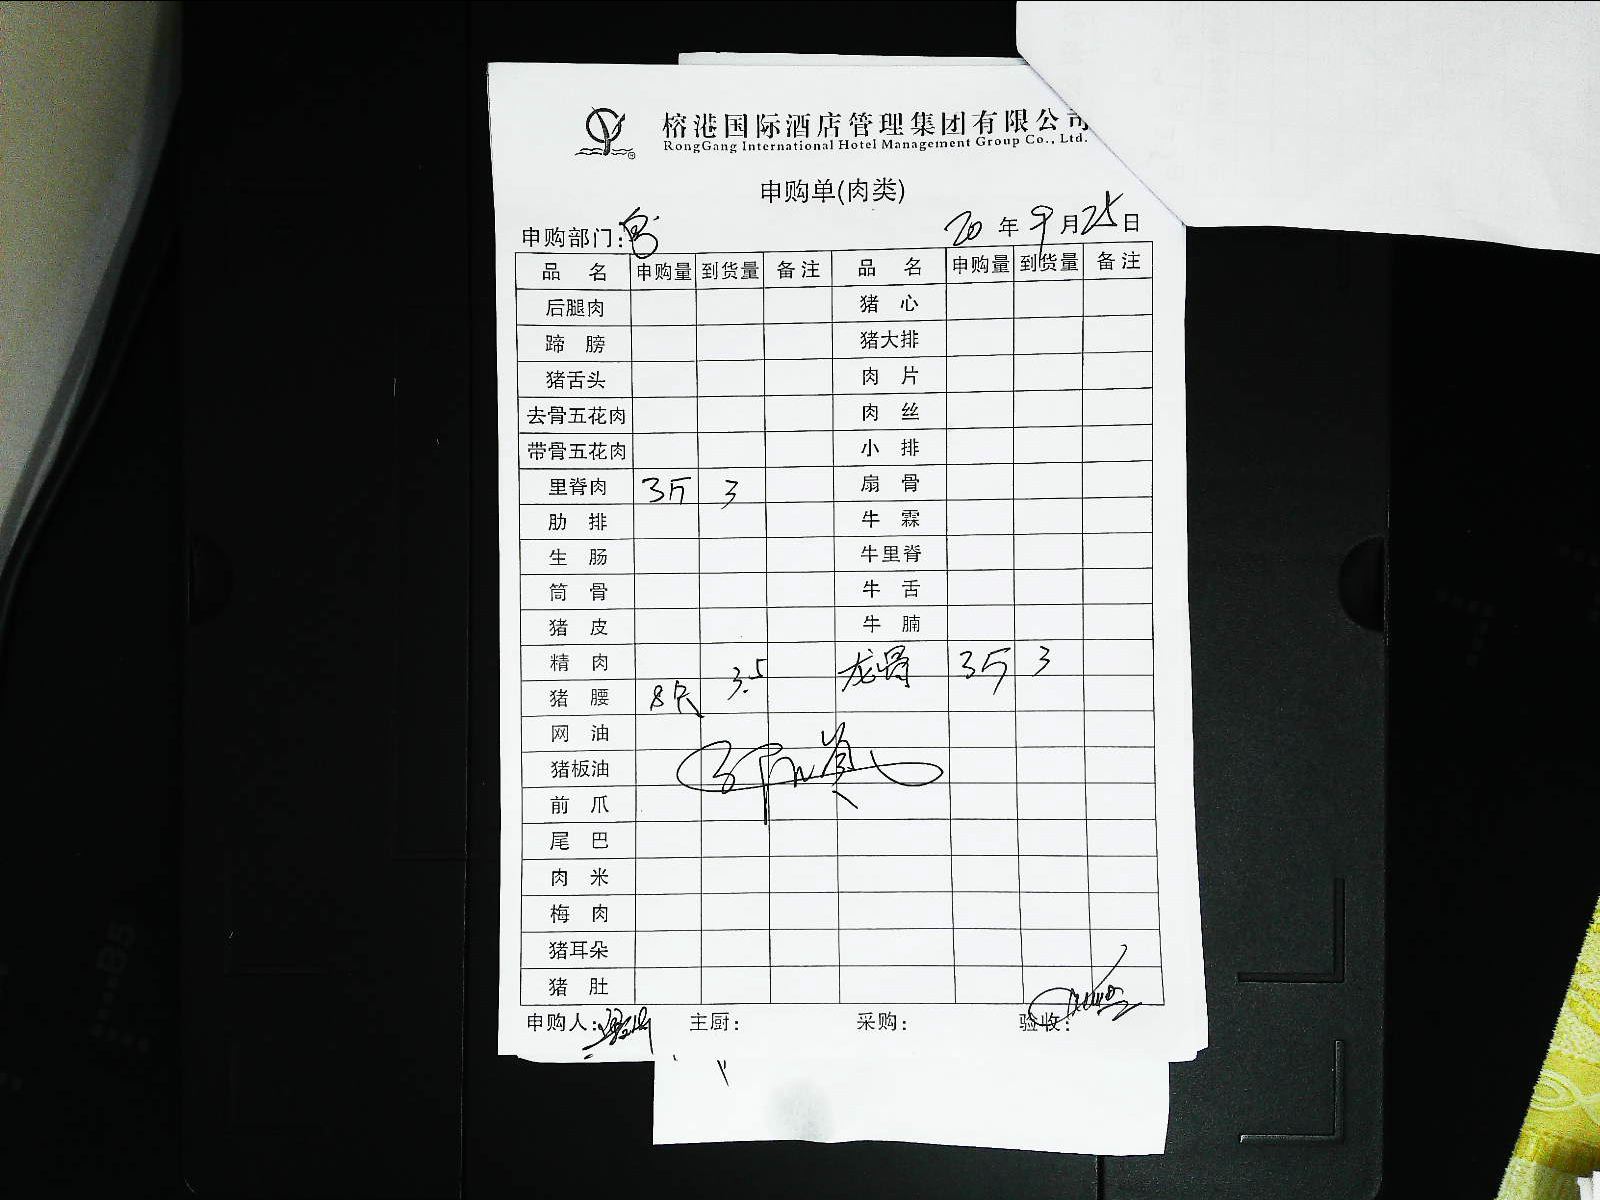 榕港国际酒店管理集团有限公司
RongGang International Hotel Management Group Co., Ltd.
申购单(肉类)
申购部门： 20 年 9 月 25 日
品 名 申购量 到货量 备注 品 名 申购量 到货量 备注
后腿肉 猪 心
蹄 膀 猪大排
猪舌头 肉 片
去骨五花肉 肉 丝
带骨五花肉 小 排
里脊肉 3斤 3 扇 骨
肋 排 牛 霖
生 肠 牛里脊
筒 骨 牛 舌
猪 皮 牛 腩
精 肉 龙骨 3斤 3
猪 腰 8只 3.5
网 油
猪板油
前 爪
尾 巴
肉 米
梅 肉
猪耳朵
猪 肚
申购人： 主厨： 采购： 验收：